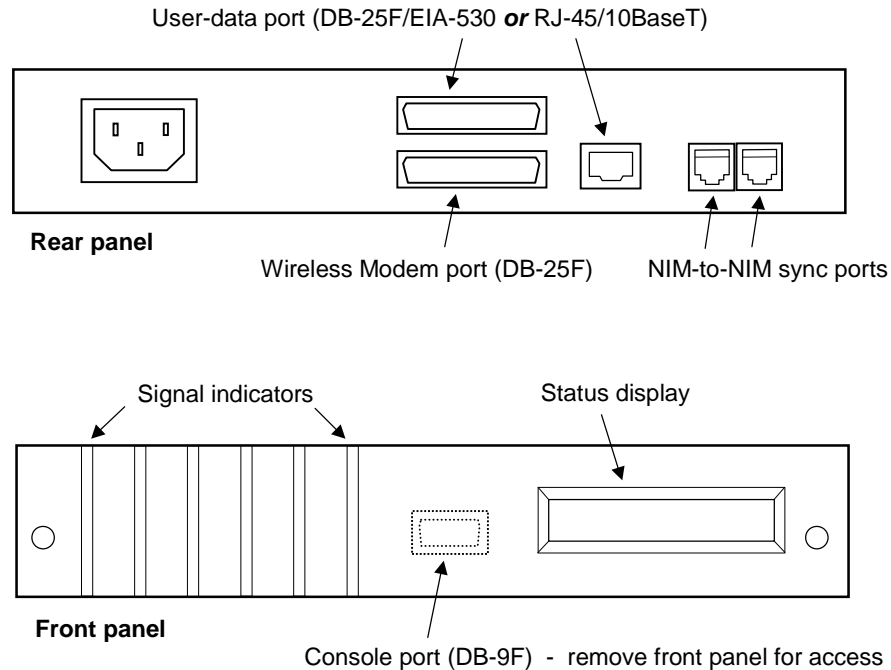 User-data port (DB-25F/EIA-530 or RJ-45/10BaseT)
Rear panel
Wireless Modem port (DB-25F)
NIM-to-NIM sync ports
Signal indicators
Status display
Front panel
Console port (DB-9F) - remove front panel for access